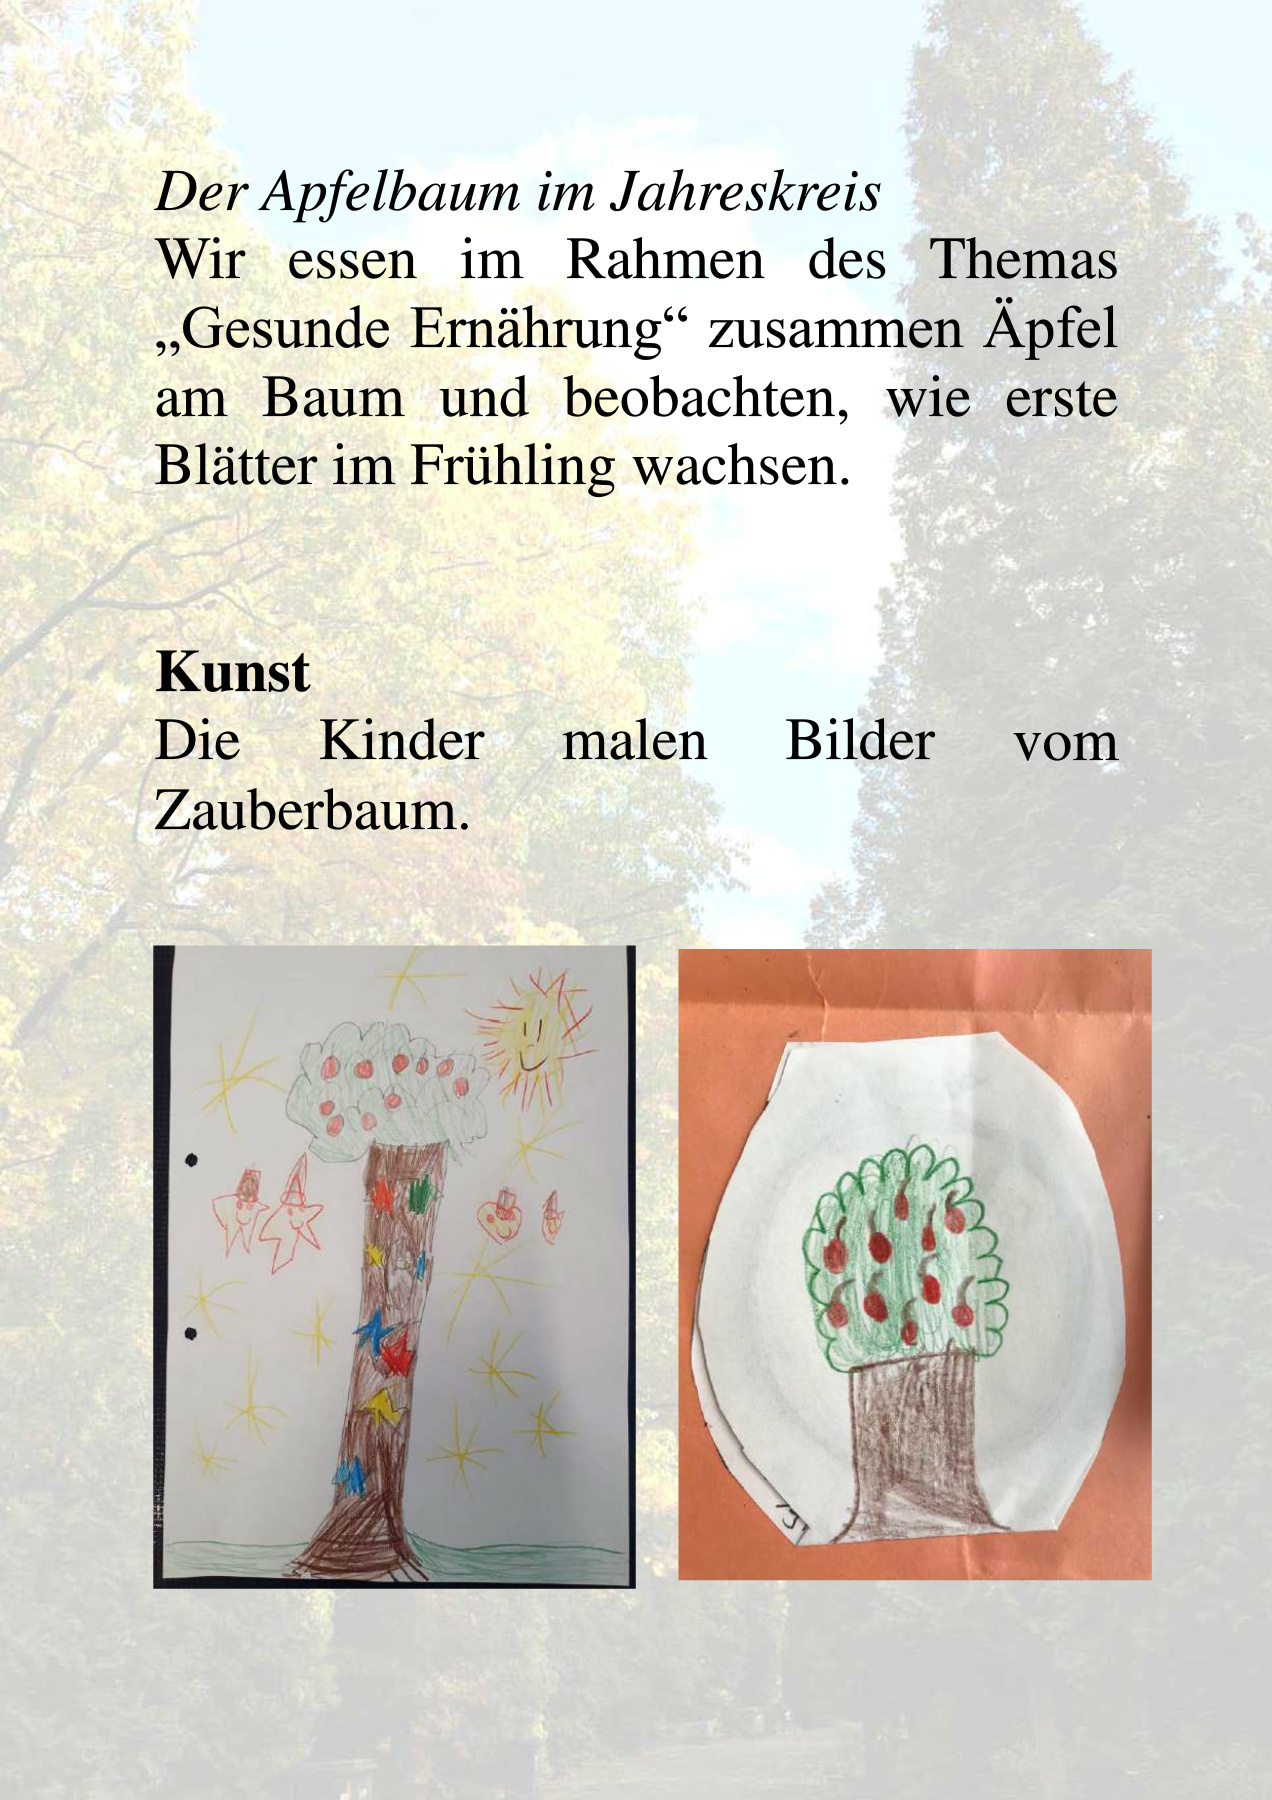 Der Apfelbaum im Jahreskreis
Wir essen im Rahmen des Themas
„Gesunde Ernährung“ zusammen Äpfel
am Baum und beobachten, wie erste
Blätter im Frühling wachsen.
Kunst
Die Kinder malen Bilder vom
Zauberbaum.